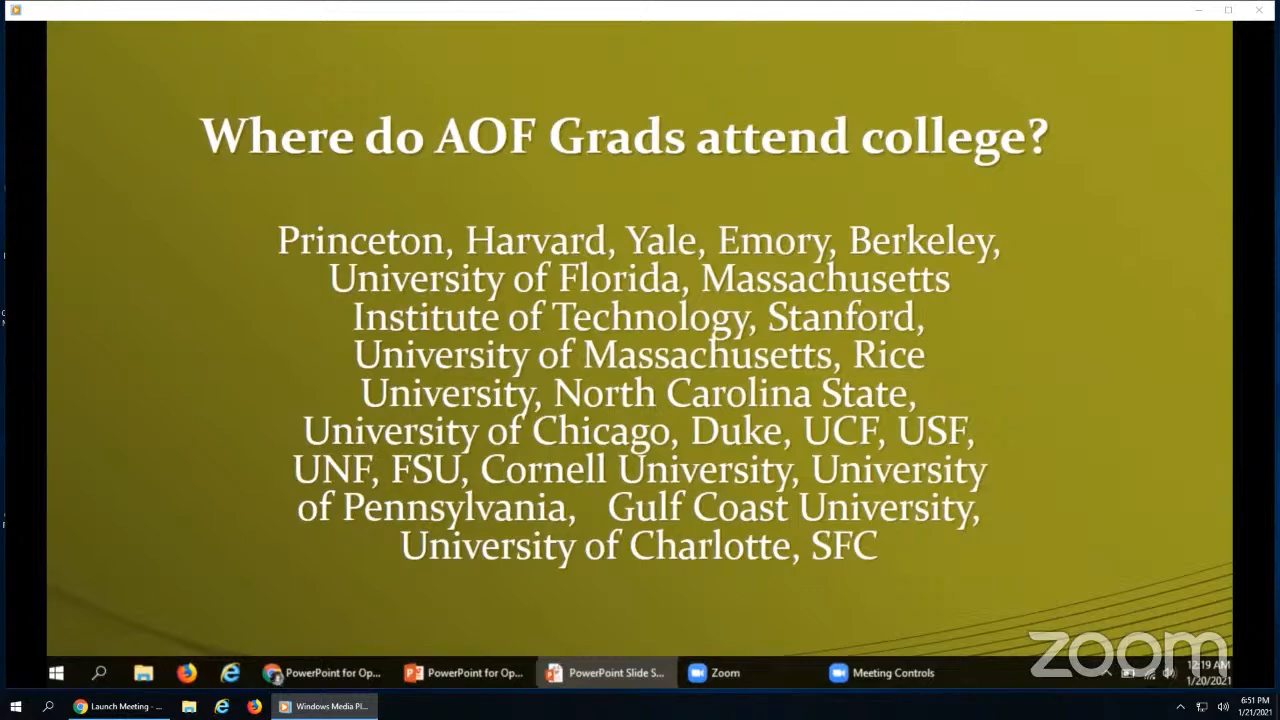 Where do AOF Grads attend college?
Princeton, Harvard, Yale, Emory, Berkeley,
University of Florida, Massachusetts
Institute of Technology, Stanford,
University of Massachusetts, Rice
University, North Carolina State,
University of Chicago, Duke, UCF, USF,
UNF, FSU, Cornell University, University
of Pennsylvania, Gulf Coast University,
University of Charlotte, SFC
zoom
PowerPoint for Op... PowerPoint for Op... PowerPoint Slide S... Zoom Meeting Controls 12:19 AM
1/20/2021
Launch Meeting - ... Windows Media Pl... 6:51 PM
1/21/2021